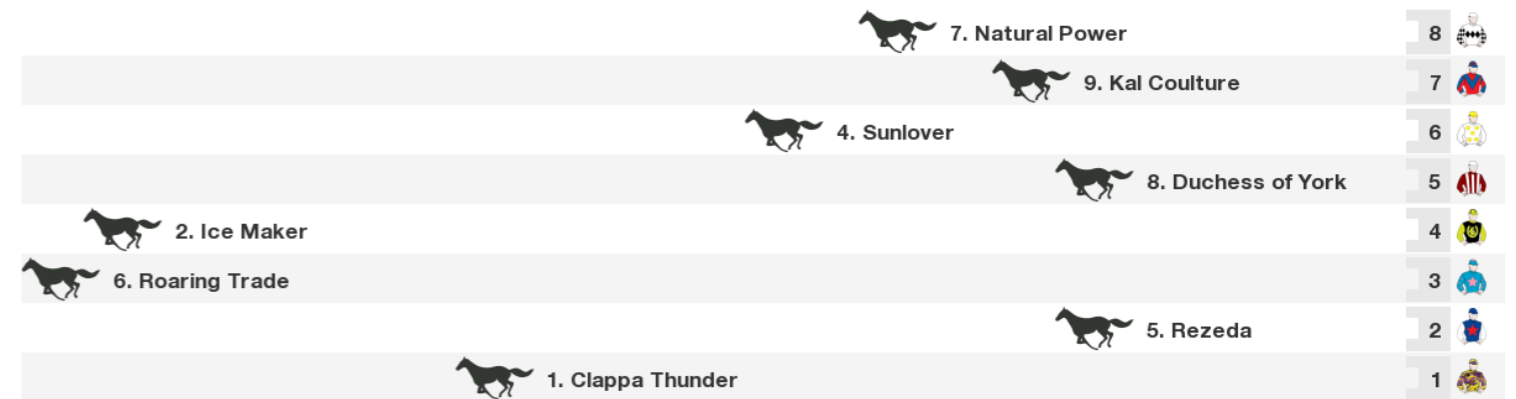 7. Natural Power 8
9. Kal Coulture 7
4. Sunlover 6
8. Duchess of York 5
2. Ice Maker 4
6. Roaring Trade 3
5. Rezeda 2
1. Clappa Thunder 1